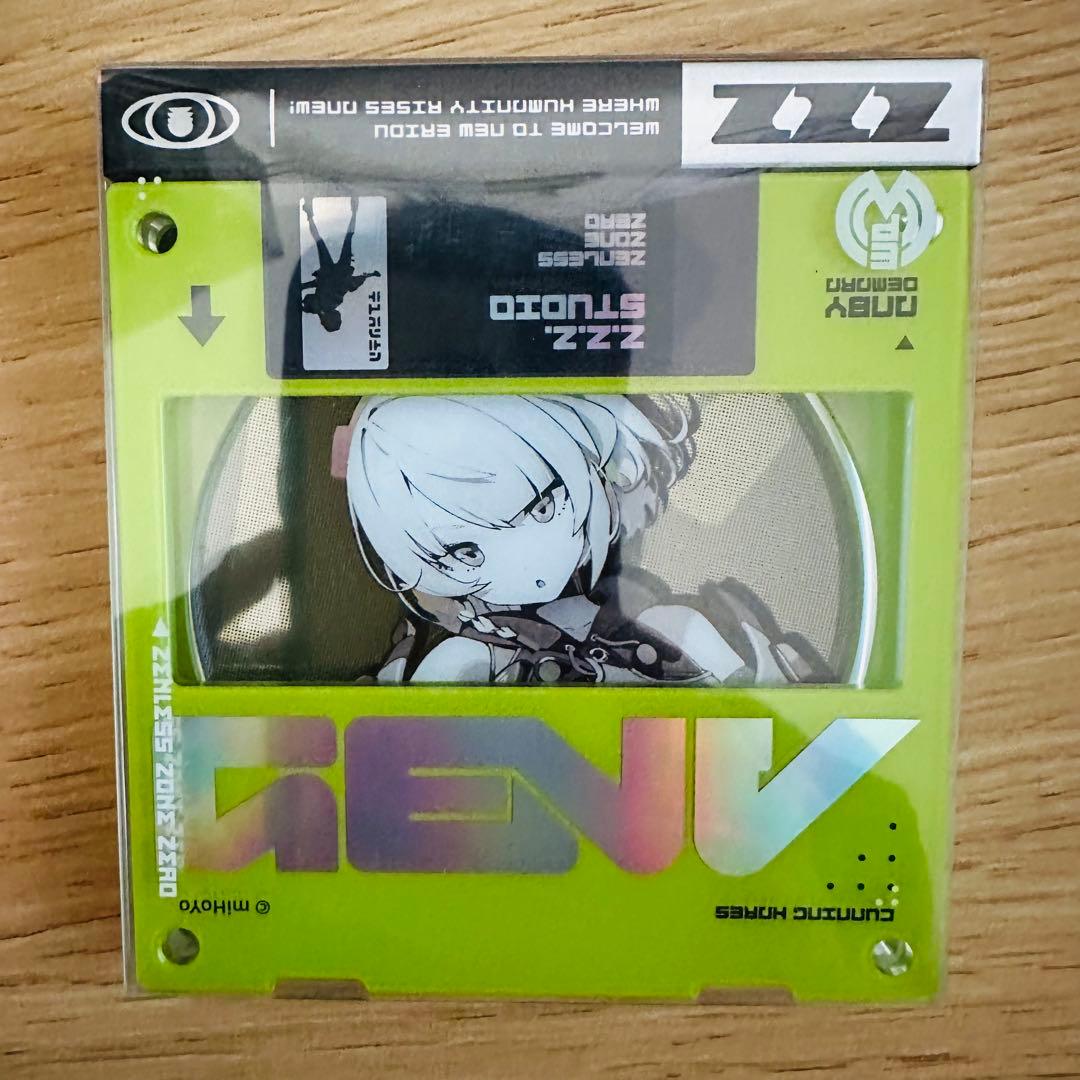 CUNNING HARES
© miHoYo
ANBY
ZENLESS ZONE ZERO
ANBY
DEMARA
Z.Z.Z.
STUDIO
ZENLESS
ZONE
ZERO
ZZZ
WELCOME TO NEW ERIDU
WHERE HUMANITY RISES ANEW!